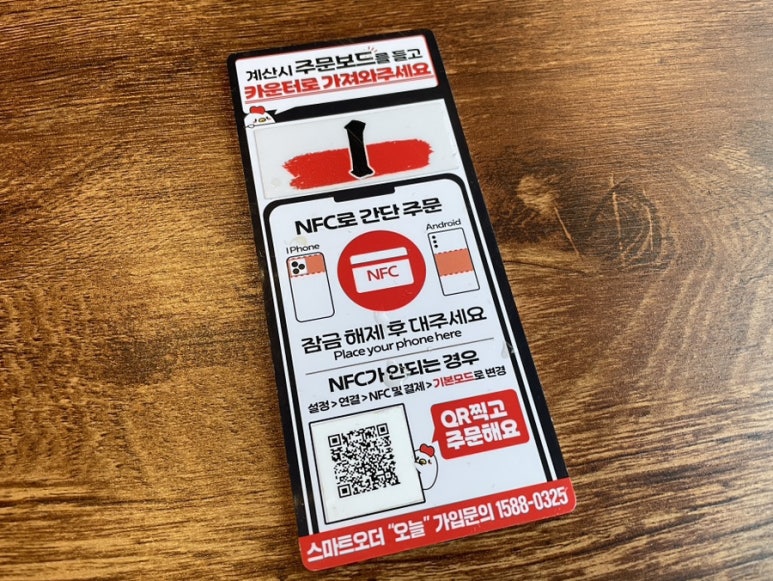 계산시 주문보드를 들고
카운터로 가져와주세요
1
NFC로 간단 주문
IPhone
Android
NFC
잠금 해제 후 대주세요
Place your phone here
NFC가 안되는 경우
설정 > 연결 > NFC 및 결제 > 기본모드로 변경
QR찍고
주문해요
스마트오더 "오늘" 가입문의 1588-0325